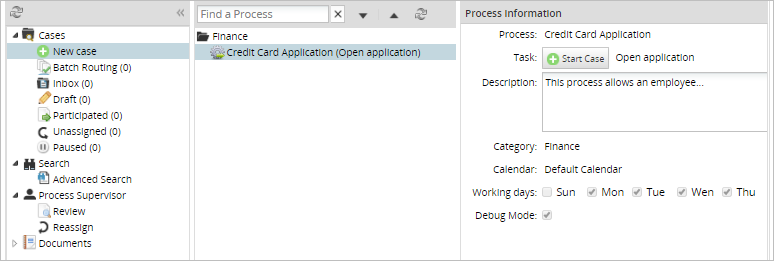 Cases
New case
Batch Routing (0)
Inbox (0)
Draft (0)
Participated (0)
Unassigned (0)
Paused (0)
Search
Advanced Search
Process Supervisor
Review
Reassign
Documents
Find a Process
Finance
Credit Card Application (Open application)
Process Information
Process: Credit Card Application
Task: Start Case Open application
Description: This process allows an employee...
Category: Finance
Calendar: Default Calendar
Working days: Sun Mon Tue Wen Thu
Debug Mode: